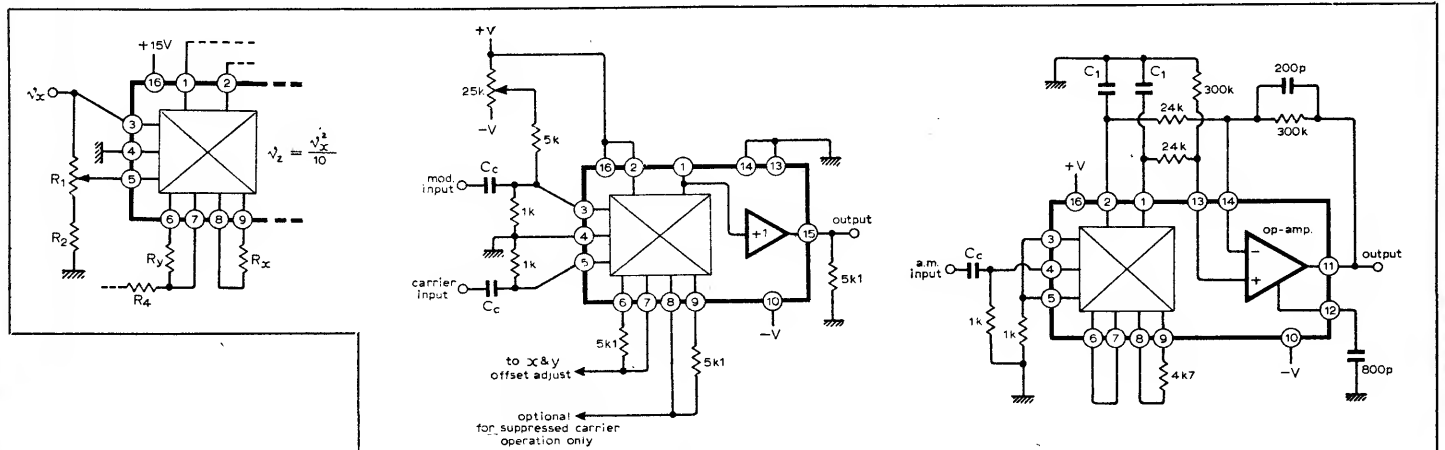 +15V
16
1
2
𝓋x
3
4
5
R1
R2
𝓋z = 𝓋x²/10
6
7
8
9
Ry
Rx
R4
+V
25k
-V
5k
mod. input
Cc
1k
carrier input
Cc
1k
16
2
1
14
13
3
4
5
+1
15
output
5k1
6
7
8
9
10
-V
5k1
5k1
to x & y
offset adjust
optional
for suppressed carrier
operation only
C1
C1
300k
200p
24k
300k
24k
+V
16
2
1
13
14
op-amp.
3
4
5
a.m. input
Cc
1k
1k
-
+
11
output
12
6
7
8
9
10
-V
4k7
800p